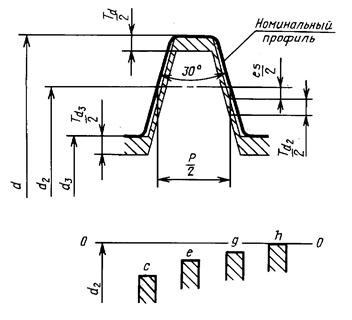 Td/2
Номинальный
профиль
30°
es/2
Td₂/2
Td₃/2
d
d₂
d₃
P/2
0
0
c
e
g
h
d₂